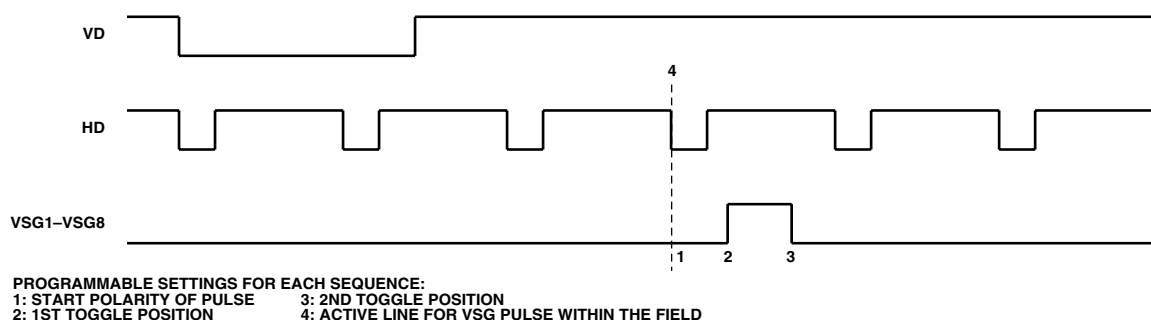 VD
4
HD
VSG1–VSG8
1 2 3
PROGRAMMABLE SETTINGS FOR EACH SEQUENCE:
1: START POLARITY OF PULSE 3: 2ND TOGGLE POSITION
2: 1ST TOGGLE POSITION 4: ACTIVE LINE FOR VSG PULSE WITHIN THE FIELD